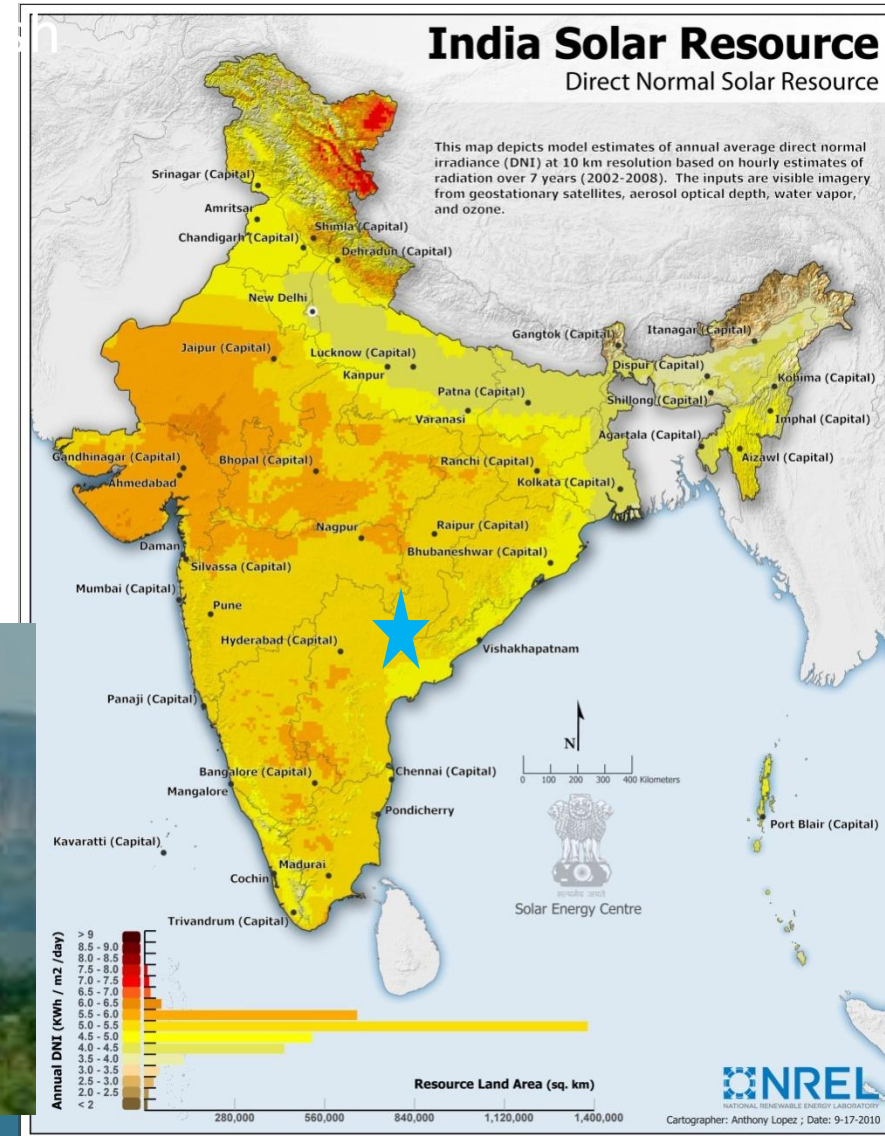 sh
India Solar Resource
Direct Normal Solar Resource
This map depicts model estimates of annual average direct normal
irradiance (DNI) at 10 km resolution based on hourly estimates of
radiation over 7 years (2002-2008). The inputs are visible imagery
from geostationary satellites, aerosol optical depth, water vapor,
and ozone.
Srinagar (Capital)
Amritsar
Chandigarh (Capital)
Shimla (Capital)
Dehradun (Capital)
New Delhi
Jaipur (Capital)
Lucknow (Capital)
Kanpur
Gangtok (Capital)
Itanagar (Capital)
Dispur (Capital)
Kohima (Capital)
Patna (Capital)
Shillong (Capital)
Varanasi
Imphal (Capital)
Agartala (Capital)
Aizawl (Capital)
Gandhinagar (Capital)
Ahmedabad
Bhopal (Capital)
Ranchi (Capital)
Kolkata (Capital)
Nagpur
Raipur (Capital)
Daman
Bhubaneshwar (Capital)
Silvassa (Capital)
Mumbai (Capital)
Pune
Hyderabad (Capital)
Vishakhapatnam
Panaji (Capital)
N
Bangalore (Capital)
Chennai (Capital)
Mangalore
0 100 200 300 400 Kilometers
Pondicherry
Port Blair (Capital)
Kavaratti (Capital)
Madurai
Cochin
Solar Energy Centre
Trivandrum (Capital)
Annual DNI (KWh / m2 /day)
> 9
8.5 - 9.0
8.0 - 8.5
7.5 - 8.0
7.0 - 7.5
6.5 - 7.0
6.0 - 6.5
5.5 - 6.0
5.0 - 5.5
4.5 - 5.0
4.0 - 4.5
3.5 - 4.0
3.0 - 3.5
2.5 - 3.0
2.0 - 2.5
< 2
Resource Land Area (sq. km)
280,000 560,000 840,000 1,120,000 1,400,000
NREL
NATIONAL RENEWABLE ENERGY LABORATORY
Cartographer: Anthony Lopez ; Date: 9-17-2010